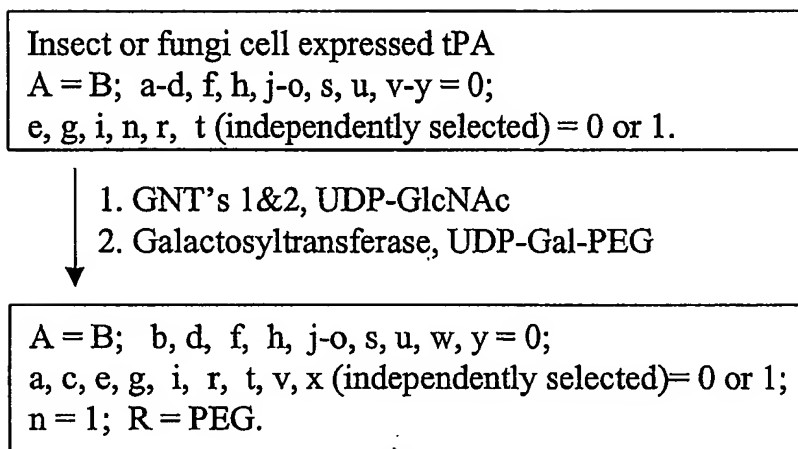 Insect or fungi cell expressed tPA
A = B; a-d, f, h, j-o, s, u, v-y = 0;
e, g, i, n, r, t (independently selected) = 0 or 1.
1. GNT's 1&2, UDP-GlcNAc
2. Galactosyltransferase, UDP-Gal-PEG
A = B; b, d, f, h, j-o, s, u, w, y = 0;
a, c, e, g, i, r, t, v, x (independently selected)= 0 or 1;
n = 1; R = PEG.